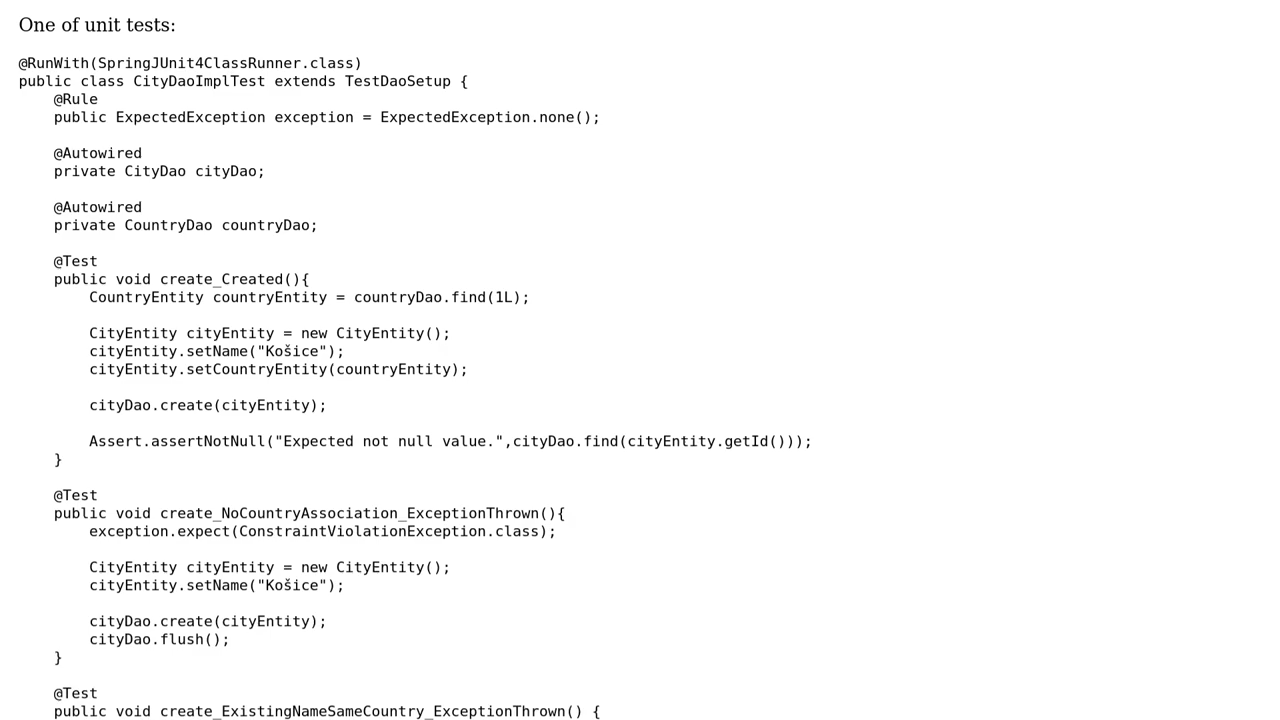 One of unit tests:
@RunWith(SpringJUnit4ClassRunner.class)
public class CityDaoImplTest extends TestDaoSetup {
    @Rule
    public ExpectedException exception = ExpectedException.none();

    @Autowired
    private CityDao cityDao;

    @Autowired
    private CountryDao countryDao;

    @Test
    public void create_Created(){
        CountryEntity countryEntity = countryDao.find(1L);

        CityEntity cityEntity = new CityEntity();
        cityEntity.setName("Košice");
        cityEntity.setCountryEntity(countryEntity);

        cityDao.create(cityEntity);

        Assert.assertNotNull("Expected not null value.",cityDao.find(cityEntity.getId()));
    }

    @Test
    public void create_NoCountryAssociation_ExceptionThrown(){
        exception.expect(ConstraintViolationException.class);

        CityEntity cityEntity = new CityEntity();
        cityEntity.setName("Košice");

        cityDao.create(cityEntity);
        cityDao.flush();
    }

    @Test
    public void create_ExistingNameSameCountry_ExceptionThrown() {